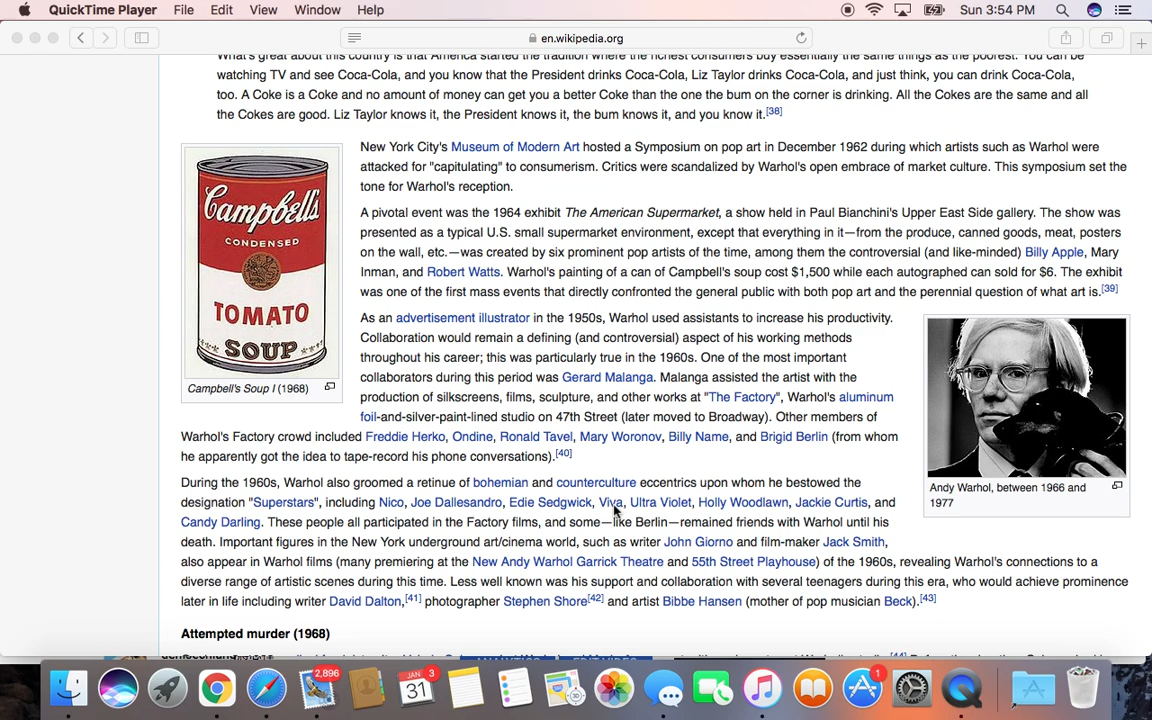 QuickTime Player File Edit View Window Help Sun 3:54 PM
en.wikipedia.org
What's great about this country is that America started the tradition where the richest consumers buy essentially the same things as the poorest. You can be
watching TV and see Coca-Cola, and you know that the President drinks Coca-Cola, Liz Taylor drinks Coca-Cola, and just think, you can drink Coca-Cola,
too. A Coke is a Coke and no amount of money can get you a better Coke than the one the bum on the corner is drinking. All the Cokes are the same and all
the Cokes are good. Liz Taylor knows it, the President knows it, the bum knows it, and you know it.[38]
Campbell's
CONDENSED
TOMATO
SOUP
Campbell's Soup I (1968)
New York City's Museum of Modern Art hosted a Symposium on pop art in December 1962 during which artists such as Warhol were
attacked for "capitulating" to consumerism. Critics were scandalized by Warhol's open embrace of market culture. This symposium set the
tone for Warhol's reception.
A pivotal event was the 1964 exhibit The American Supermarket, a show held in Paul Bianchini's Upper East Side gallery. The show was
presented as a typical U.S. small supermarket environment, except that everything in it—from the produce, canned goods, meat, posters
on the wall, etc.—was created by six prominent pop artists of the time, among them the controversial (and like-minded) Billy Apple, Mary
Inman, and Robert Watts. Warhol's painting of a can of Campbell's soup cost $1,500 while each autographed can sold for $6. The exhibit
was one of the first mass events that directly confronted the general public with both pop art and the perennial question of what art is.[39]
As an advertisement illustrator in the 1950s, Warhol used assistants to increase his productivity.
Collaboration would remain a defining (and controversial) aspect of his working methods
throughout his career; this was particularly true in the 1960s. One of the most important
collaborators during this period was Gerard Malanga. Malanga assisted the artist with the
production of silkscreens, films, sculpture, and other works at "The Factory", Warhol's aluminum
foil-and-silver-paint-lined studio on 47th Street (later moved to Broadway). Other members of
Warhol's Factory crowd included Freddie Herko, Ondine, Ronald Tavel, Mary Woronov, Billy Name, and Brigid Berlin (from whom
he apparently got the idea to tape-record his phone conversations).[40]
Andy Warhol, between 1966 and
1977
During the 1960s, Warhol also groomed a retinue of bohemian and counterculture eccentrics upon whom he bestowed the
designation "Superstars", including Nico, Joe Dallesandro, Edie Sedgwick, Viva, Ultra Violet, Holly Woodlawn, Jackie Curtis, and
Candy Darling. These people all participated in the Factory films, and some—like Berlin—remained friends with Warhol until his
death. Important figures in the New York underground art/cinema world, such as writer John Giorno and film-maker Jack Smith,
also appear in Warhol films (many premiering at the New Andy Warhol Garrick Theatre and 55th Street Playhouse) of the 1960s, revealing Warhol's connections to a
diverse range of artistic scenes during this time. Less well known was his support and collaboration with several teenagers during this era, who would achieve prominence
later in life including writer David Dalton,[41] photographer Stephen Shore[42] and artist Bibbe Hansen (mother of pop musician Beck).[43]
Attempted murder (1968)
2,896
JAN 3
31
1